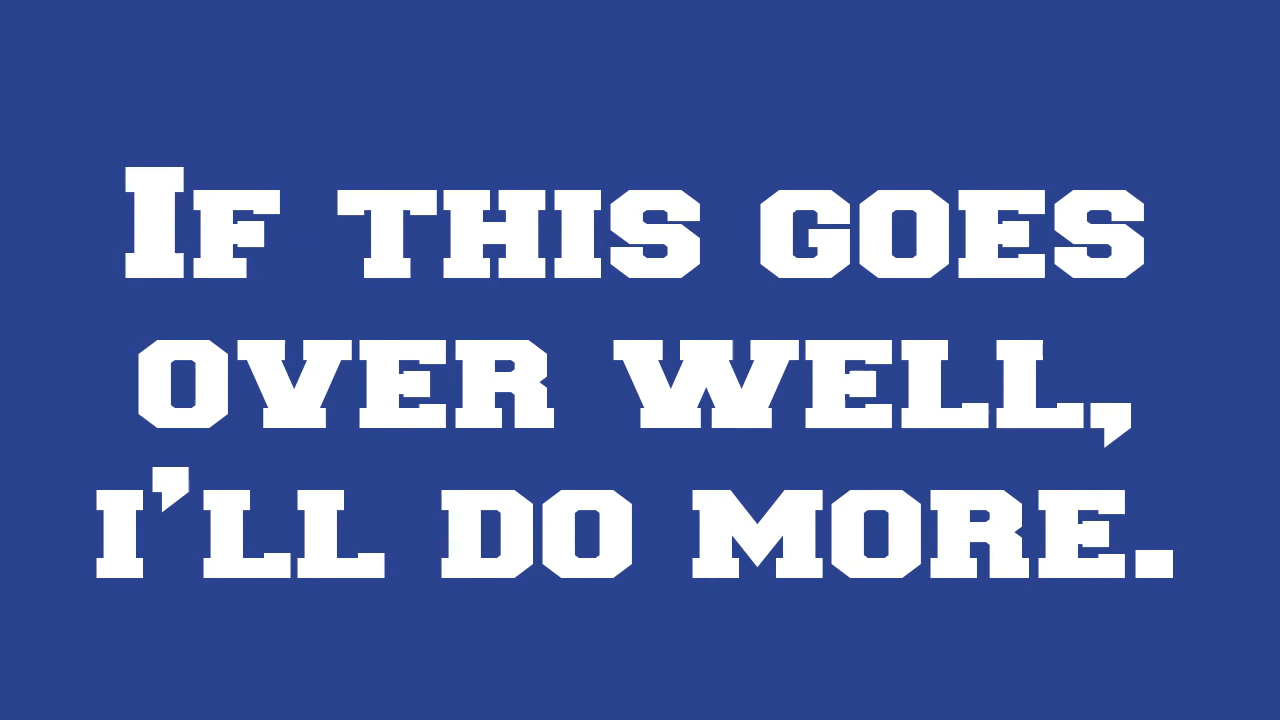 If this goes
over well,
i’ll do more.